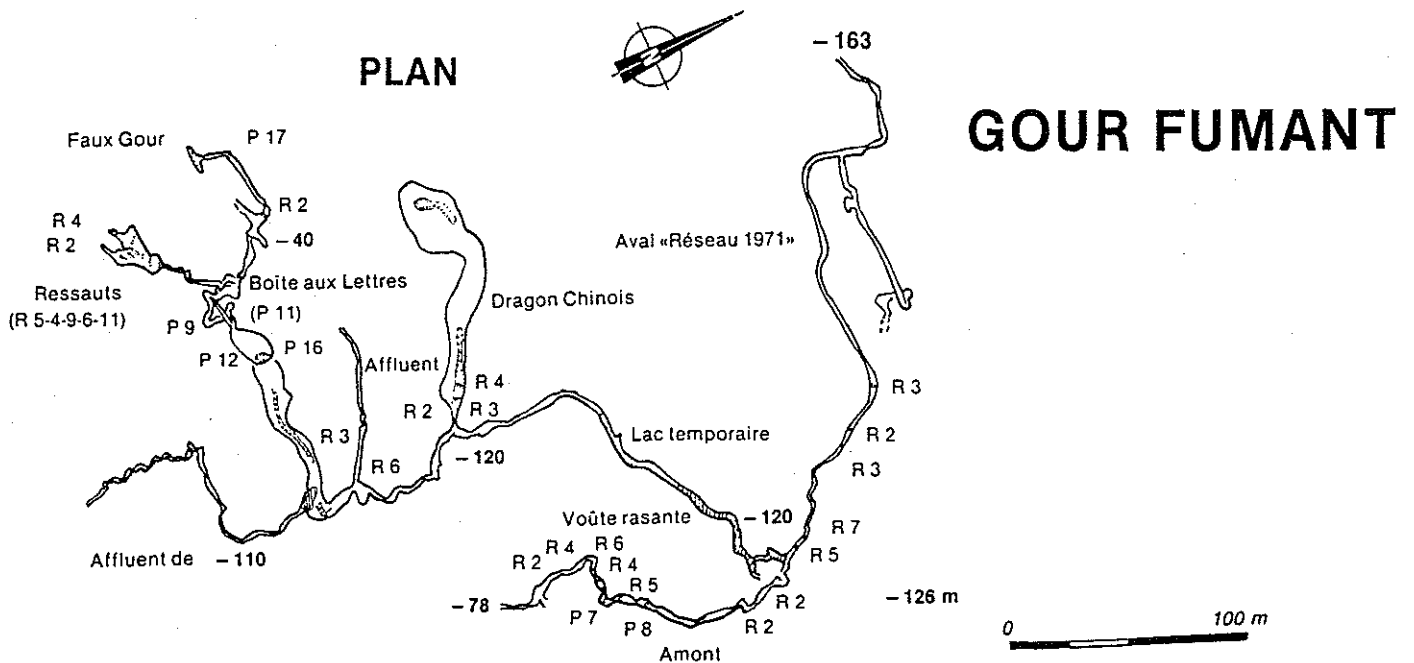 PLAN
– 163
GOUR FUMANT
Faux Gour
P 17
R 4
R 2
R 2
– 40
Aval «Réseau 1971»
Ressauts
(R 5-4-9-6-11)
Boîte aux Lettres
(P 11)
P 9
P 12
P 16
Dragon Chinois
Affluent
R 4
R 2
R 3
R 3
R 3
R 6
– 120
Lac temporaire
R 2
R 3
Voûte rasante
– 120
R 7
R 5
Affluent de – 110
R 2
R 4
R 6
R 4
R 5
– 78
P 7
P 8
R 2
R 2
– 126 m
Amont
0
100 m